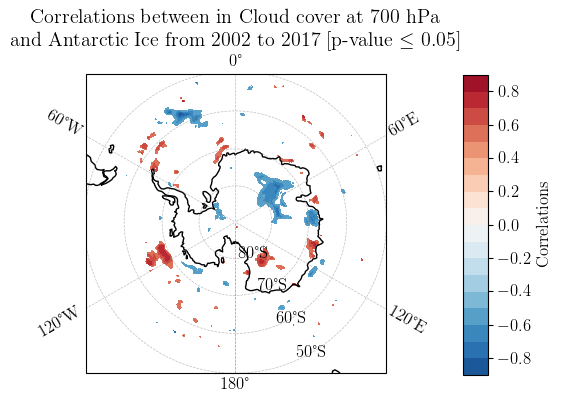 Correlations between in Cloud cover at 700 hPa
and Antarctic Ice from 2002 to 2017 [p-value ≤ 0.05]
0°
60°W
60°E
80°S
70°S
60°S
50°S
120°W
120°E
180°
0.8
0.6
0.4
0.2
0.0
−0.2
−0.4
−0.6
−0.8
Correlations